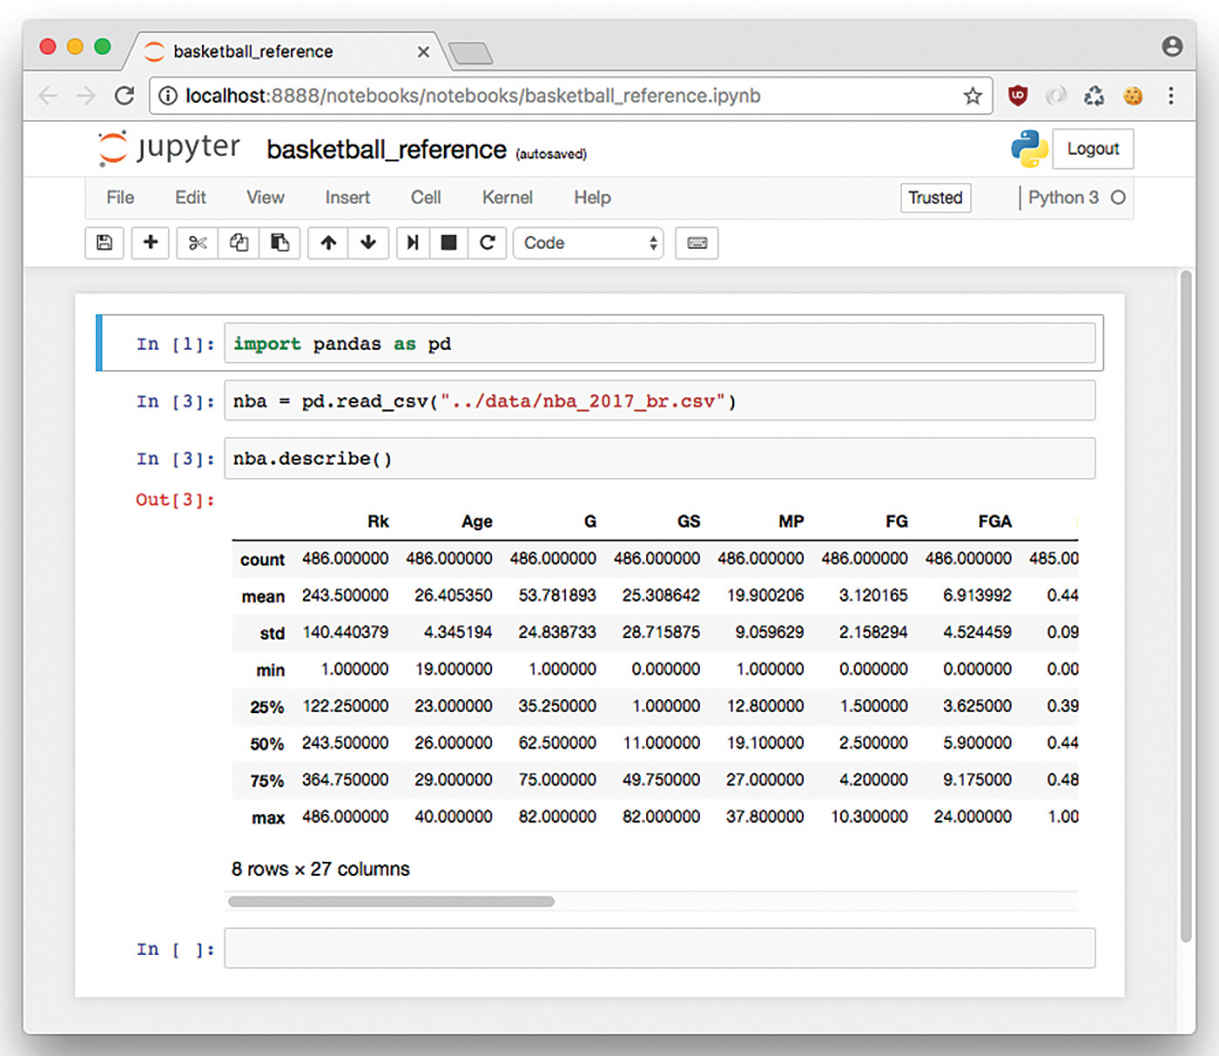 basketball_reference
localhost:8888/notebooks/notebooks/basketball_reference.ipynb
jupyter basketball_reference (autosaved) Logout
File Edit View Insert Cell Kernel Help Trusted Python 3
Code
In [1]: import pandas as pd
In [3]: nba = pd.read_csv("../data/nba_2017_br.csv")
In [3]: nba.describe()
Out[3]:
Rk Age G GS MP FG FGA
count 486.000000 486.000000 486.000000 486.000000 486.000000 486.000000 486.000000 485.00
mean 243.500000 26.405350 53.781893 25.308642 19.900206 3.120165 6.913992 0.44
std 140.440379 4.345194 24.838733 28.715875 9.059629 2.158294 4.524459 0.09
min 1.000000 19.000000 1.000000 0.000000 1.000000 0.000000 0.000000 0.00
25% 122.250000 23.000000 35.250000 1.000000 12.800000 1.500000 3.625000 0.39
50% 243.500000 26.000000 62.500000 11.000000 19.100000 2.500000 5.900000 0.44
75% 364.750000 29.000000 75.000000 49.750000 27.000000 4.200000 9.175000 0.48
max 486.000000 40.000000 82.000000 82.000000 37.800000 10.300000 24.000000 1.00
8 rows × 27 columns
In [ ]: